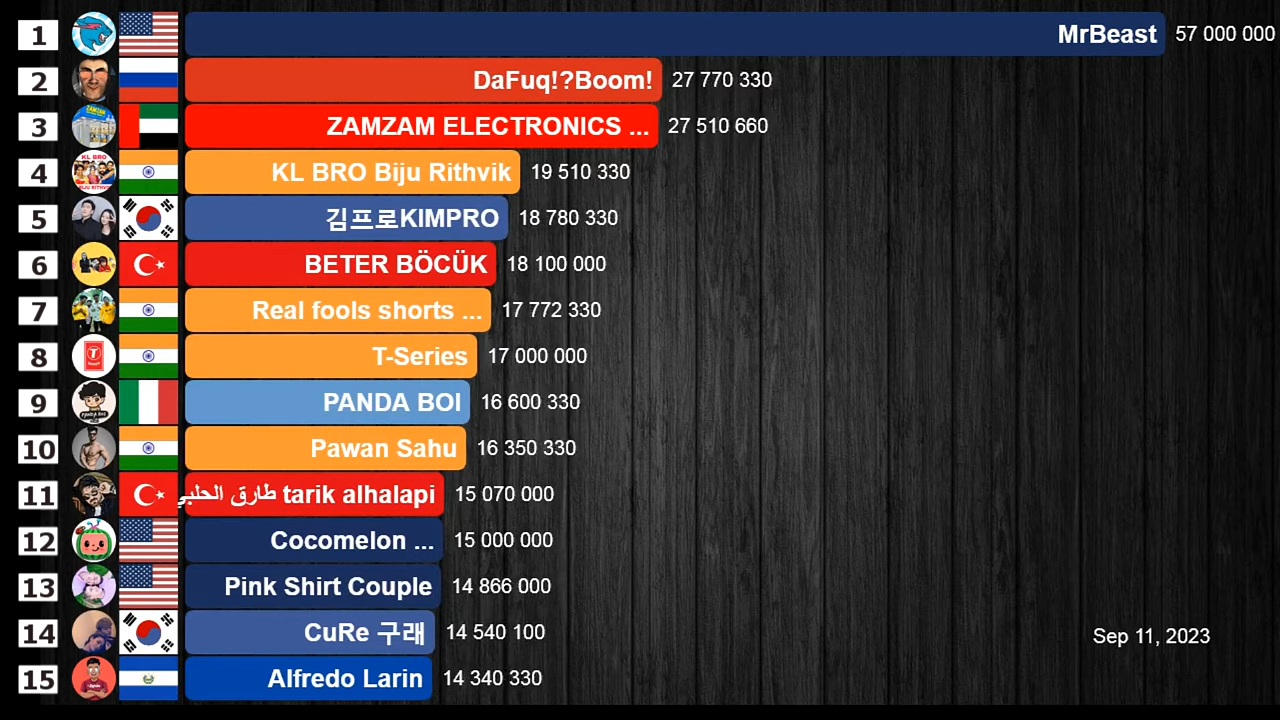 1 MrBeast 57 000 000
2 DaFuq!?Boom! 27 770 330
3 ZAMZAM ELECTRONICS ... 27 510 660
4 KL BRO Biju Rithvik 19 510 330
5 김프로KIMPRO 18 780 330
6 BETER BÖCÜK 18 100 000
7 Real fools shorts ... 17 772 330
8 T-Series 17 000 000
9 PANDA BOI 16 600 330
10 Pawan Sahu 16 350 330
11 طارق الحلبي tarik alhalapi 15 070 000
12 Cocomelon ... 15 000 000
13 Pink Shirt Couple 14 866 000
14 CuRe 구래 14 540 100
Sep 11, 2023
15 Alfredo Larin 14 340 330